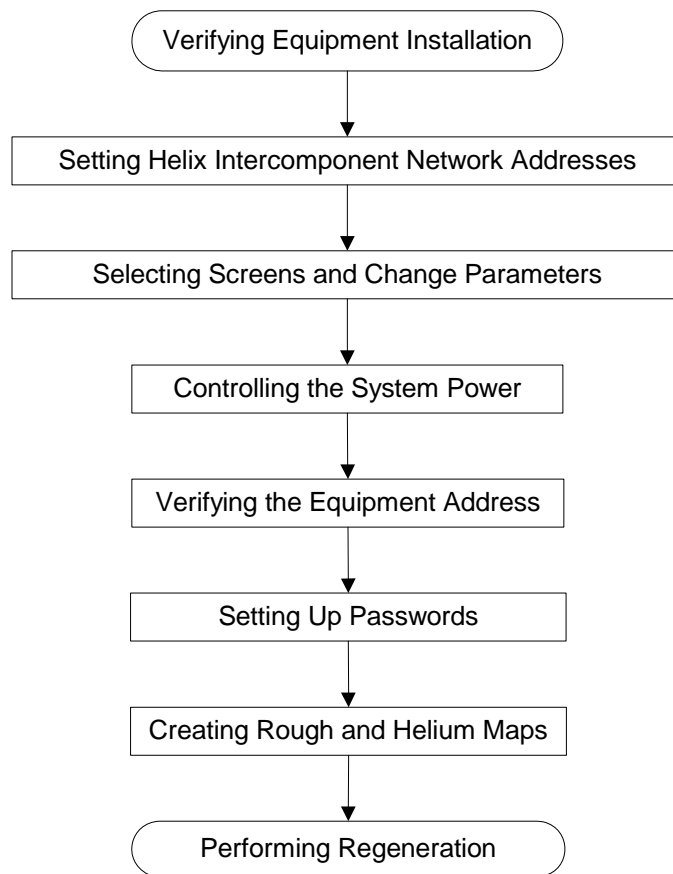 Verifying Equipment Installation
Setting Helix Intercomponent Network Addresses
Selecting Screens and Change Parameters
Controlling the System Power
Verifying the Equipment Address
Setting Up Passwords
Creating Rough and Helium Maps
Performing Regeneration